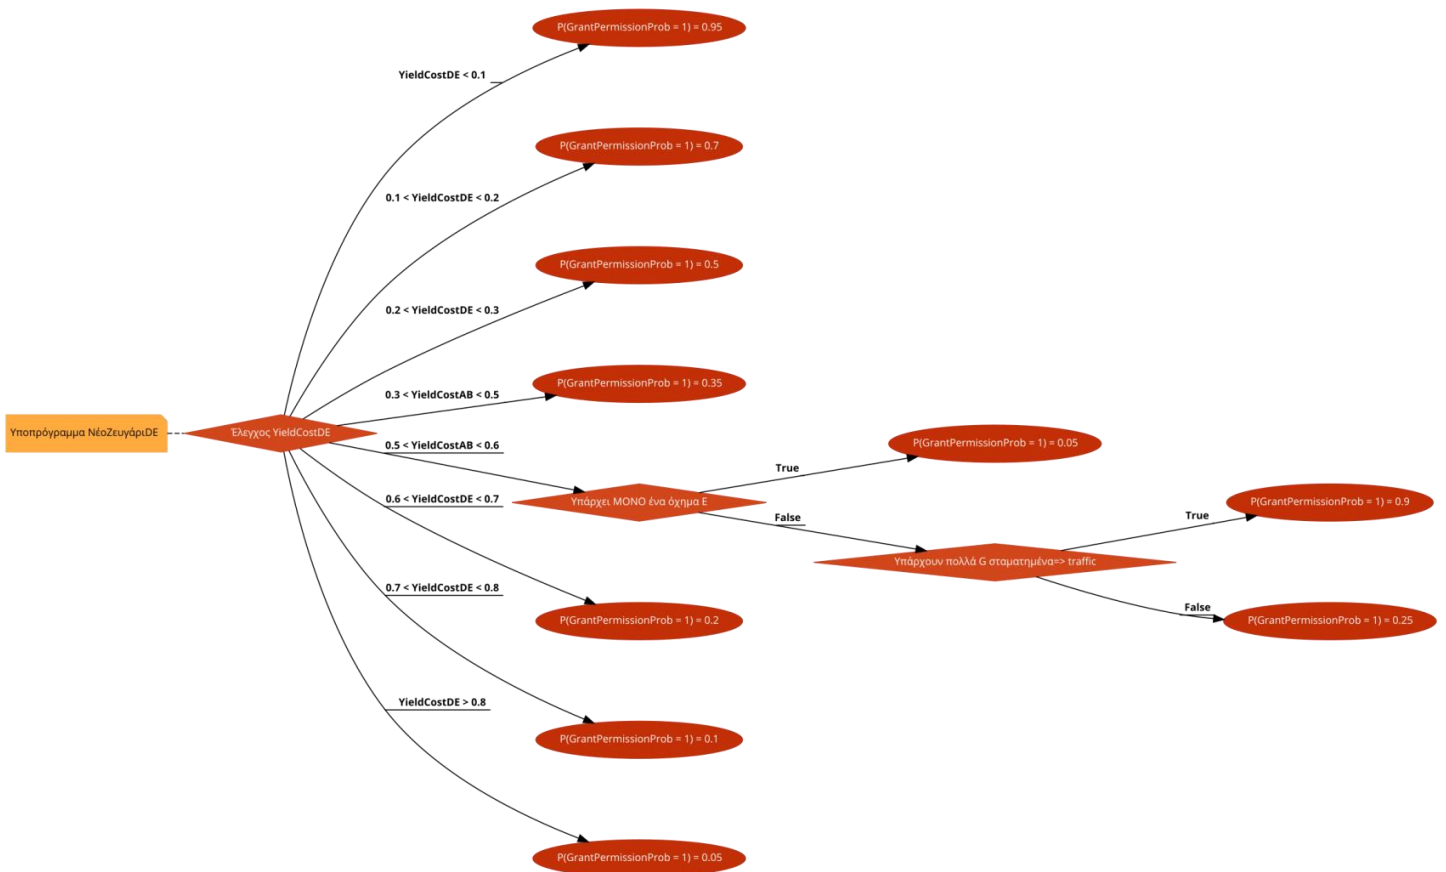 P(GrantPermissionProb = 1) = 0.95
YieldCostDE < 0.1
P(GrantPermissionProb = 1) = 0.7
0.1 < YieldCostDE < 0.2
P(GrantPermissionProb = 1) = 0.5
0.2 < YieldCostDE < 0.3
P(GrantPermissionProb = 1) = 0.35
0.3 < YieldCostAB < 0.5
Υποπρόγραμμα ΝέοΖευγάριDE
Έλεγχος YieldCostDE
0.5 < YieldCostAB < 0.6
P(GrantPermissionProb = 1) = 0.05
True
Υπάρχει ΜΟΝΟ ένα όχημα Ε
0.6 < YieldCostDE < 0.7
False
P(GrantPermissionProb = 1) = 0.9
True
Υπάρχουν πολλά G σταματημένα=> traffic
0.7 < YieldCostDE < 0.8
False
P(GrantPermissionProb = 1) = 0.2
P(GrantPermissionProb = 1) = 0.25
YieldCostDE > 0.8
P(GrantPermissionProb = 1) = 0.1
P(GrantPermissionProb = 1) = 0.05